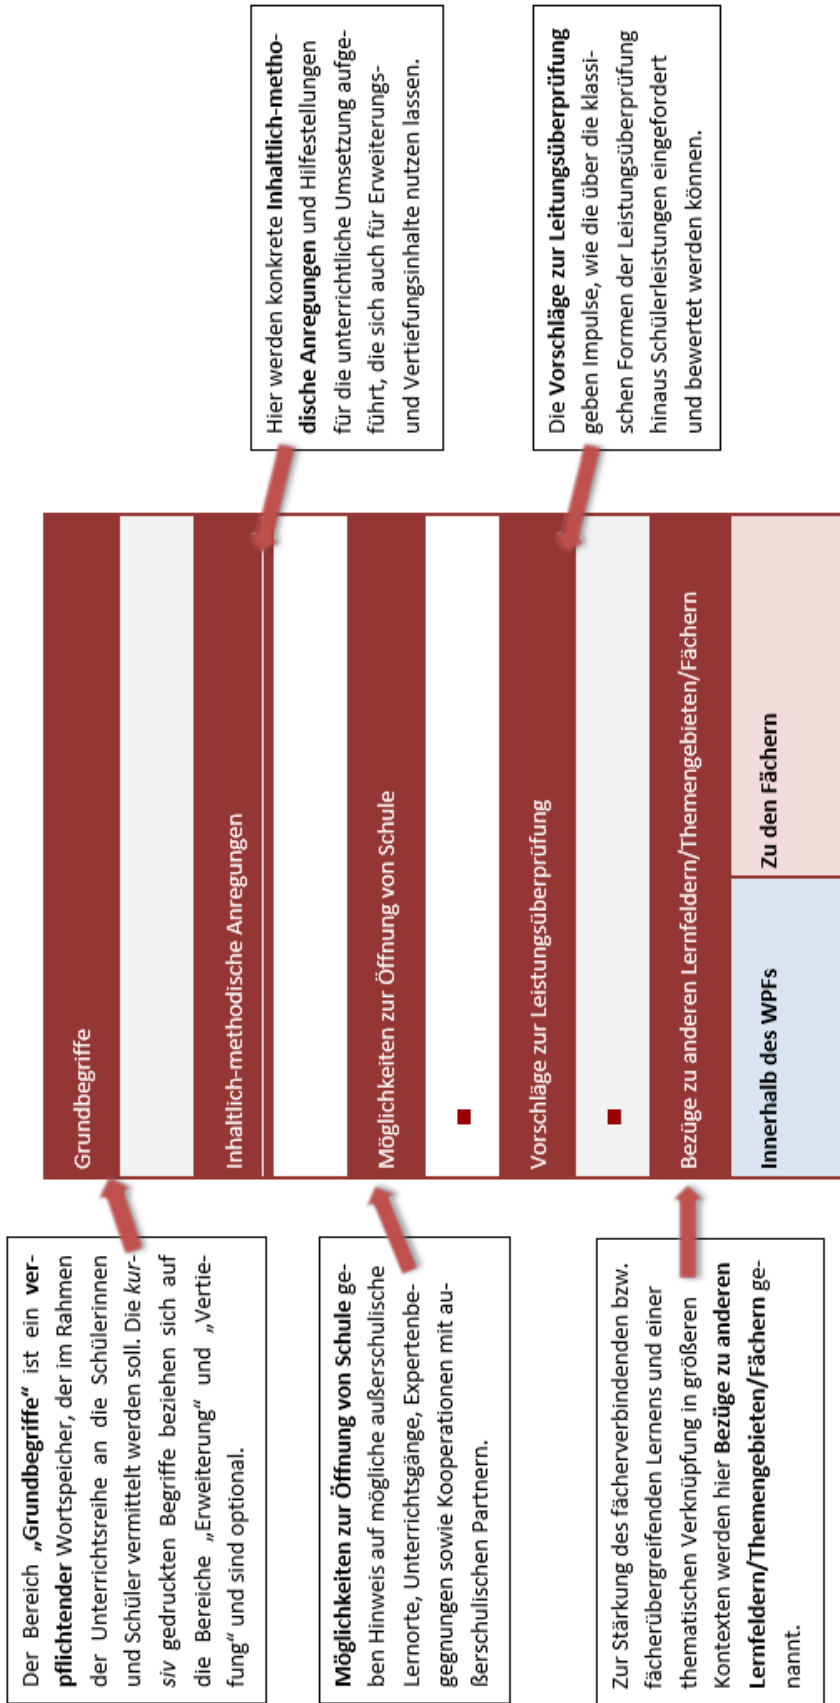 Der Bereich „Grundbegriffe“ ist ein ver-
pflichtender Wortspeicher, der im Rahmen
der Unterrichtsreihe an die Schülerinnen
und Schüler vermittelt werden soll. Die kur-
siv gedruckten Begriffe beziehen sich auf
die Bereiche „Erweiterung“ und „Vertie-
fung“ und sind optional.
Möglichkeiten zur Öffnung von Schule ge-
ben Hinweis auf mögliche außerschulische
Lernorte, Unterrichtsgänge, Expertenbe-
gegnungen sowie Kooperationen mit au-
ßerschulischen Partnern.
Zur Stärkung des fächerverbindenden bzw.
fächerübergreifenden Lernens und einer
thematischen Verknüpfung in größeren
Kontexten werden hier Bezüge zu anderen
Lernfeldern/Themengebieten/Fächern ge-
nannt.
Grundbegriffe
Inhaltlich-methodische Anregungen
Möglichkeiten zur Öffnung von Schule
Vorschläge zur Leistungsüberprüfung
Bezüge zu anderen Lernfeldern/Themengebieten/Fächern
Innerhalb des WPFs
Zu den Fächern
Hier werden konkrete Inhaltlich-metho-
dische Anregungen und Hilfestellungen
für die unterrichtliche Umsetzung aufge-
führt, die sich auch für Erweiterungs-
und Vertiefungsinhalte nutzen lassen.
Die Vorschläge zur Leitungsüberprüfung
geben Impulse, wie die über die klassi-
schen Formen der Leistungsüberprüfung
hinaus Schülerleistungen eingefordert
und bewertet werden können.